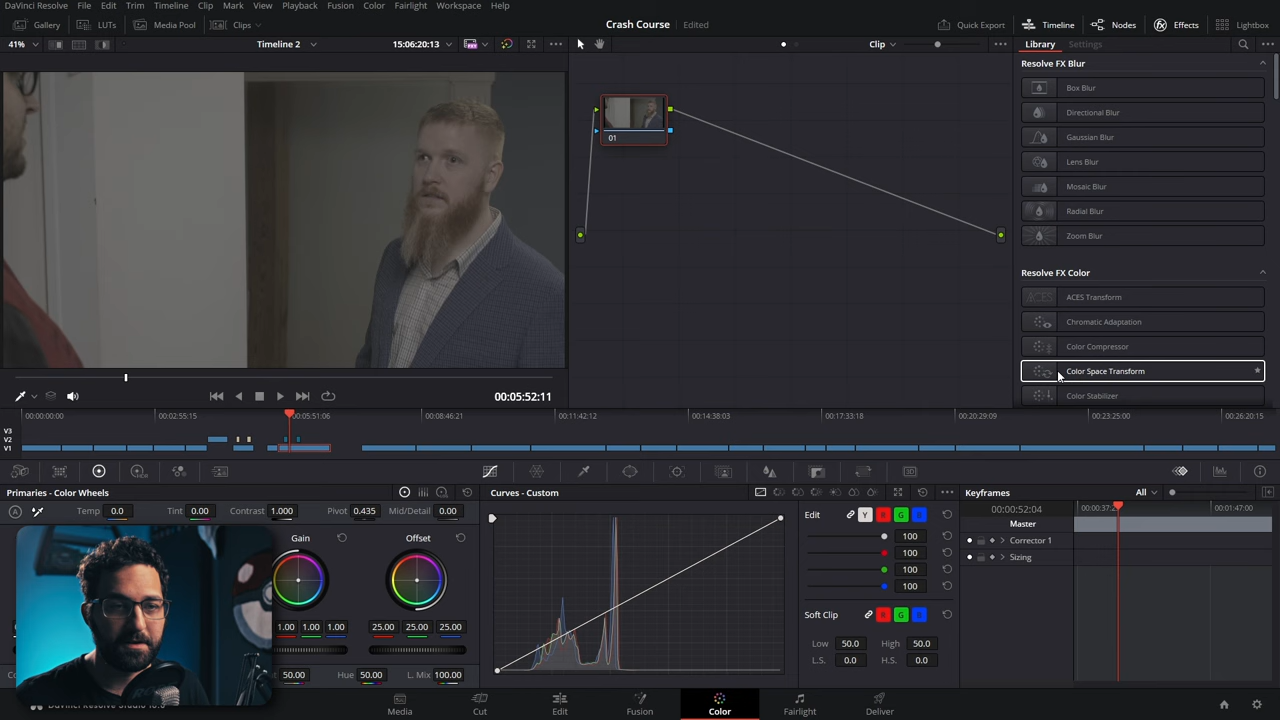 DaVinci Resolve File Edit Trim Timeline Clip Mark View Playback Fusion Color Fairlight Workspace Help
Gallery LUTs Media Pool Clips Crash Course Edited Quick Export Timeline Nodes Effects Lightbox
41% Timeline 2 15:06:20:13 Clip Library Settings
Resolve FX Blur
Box Blur
Directional Blur
Gaussian Blur
01
Lens Blur
Mosaic Blur
Radial Blur
Zoom Blur
Resolve FX Color
ACES ACES Transform
Chromatic Adaptation
Color Compressor
Color Space Transform
Color Stabilizer
00:05:52:11
00:00:00:00 00:02:55:15 00:05:51:06 00:08:46:21 00:11:42:12 00:14:38:03 00:17:33:18 00:20:29:09 00:23:25:00 00:26:20:15
V3
V2
V1
Primaries - Color Wheels Curves - Custom Keyframes All
A Temp 0.0 Tint 0.00 Contrast 1.000 Pivot 0.435 Mid/Detail 0.00 Edit Y R G B 00:00:52:04 00:01:47:00
Master
Gain Offset 100 Corrector 1
100 Sizing
100
100
Soft Clip R G B
1.00 1.00 1.00 25.00 25.00 25.00 Low 50.0 High 50.0
L.S. 0.0 H.S. 0.0
50.00 Hue 50.00 L. Mix 100.00
Media Cut Edit Fusion Color Fairlight Deliver